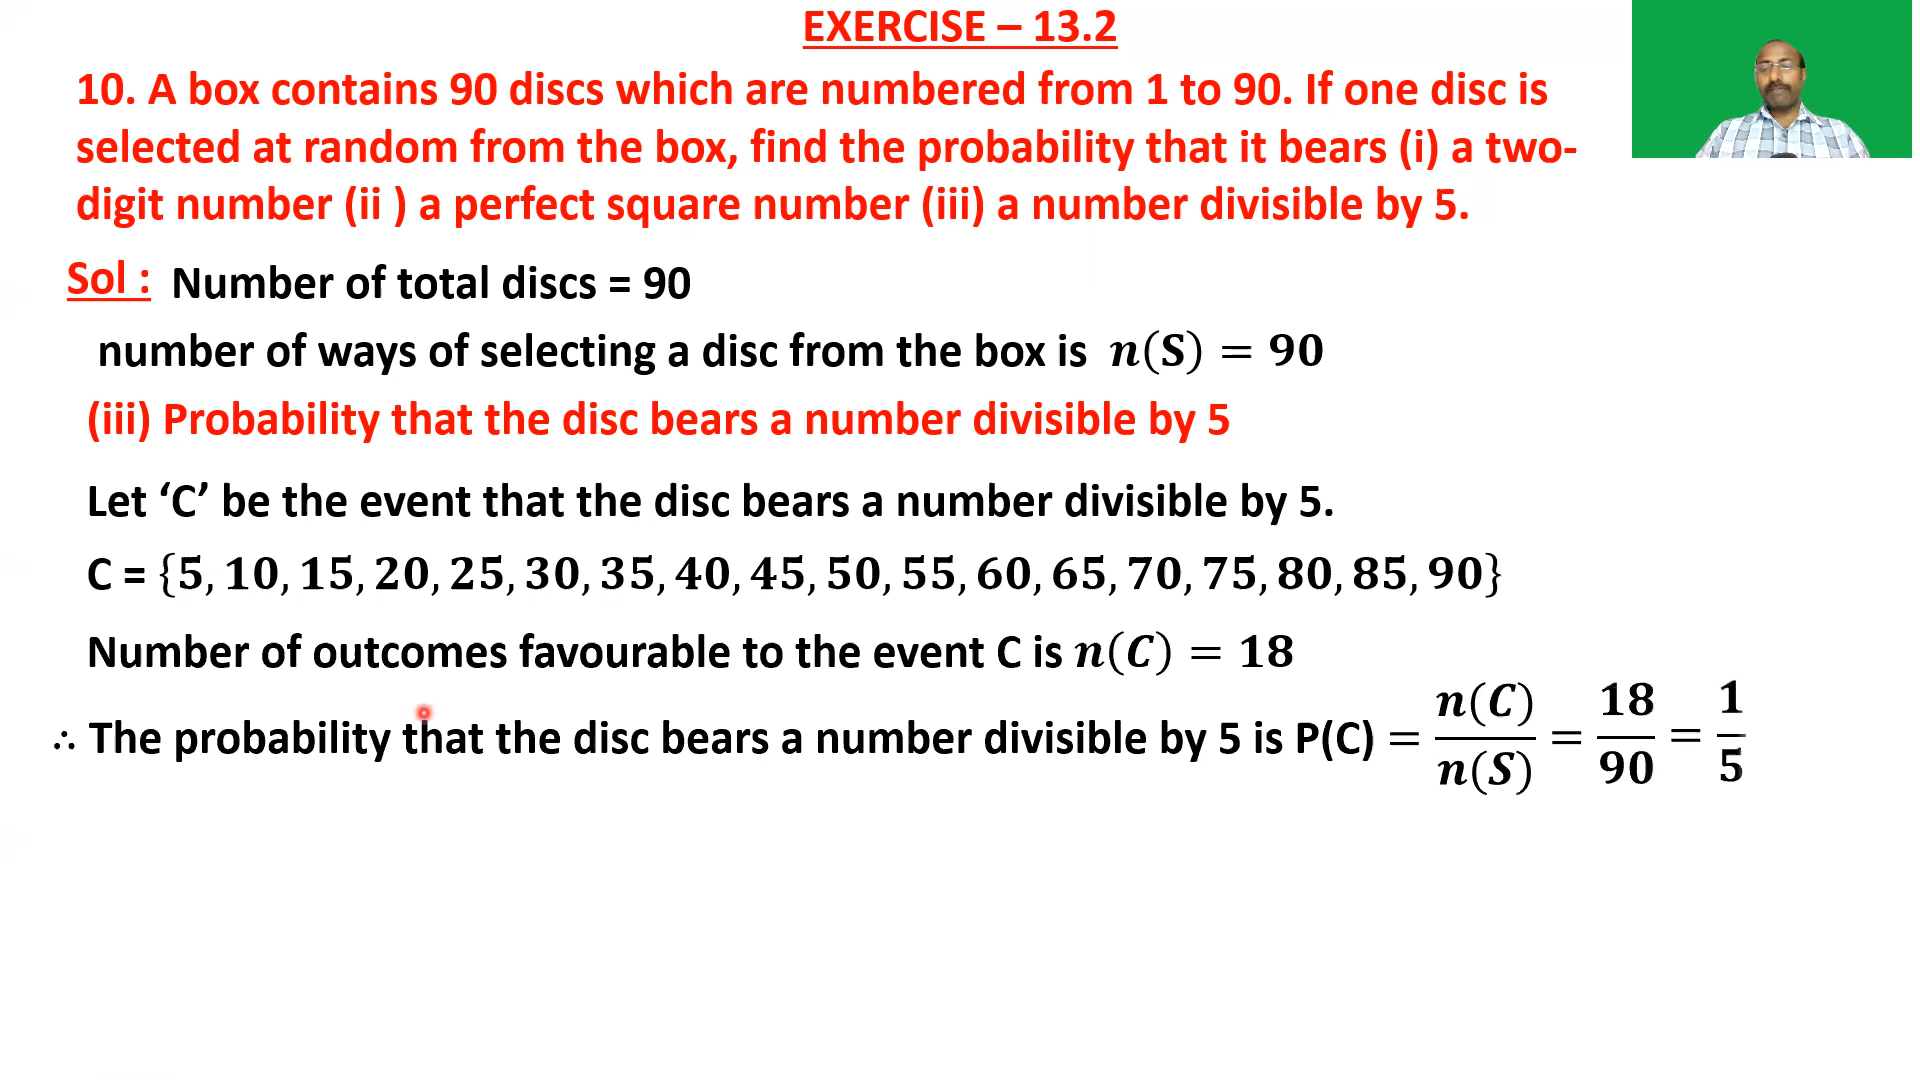 EXERCISE – 13.2
10. A box contains 90 discs which are numbered from 1 to 90. If one disc is
selected at random from the box, find the probability that it bears (i) a two-
digit number (ii ) a perfect square number (iii) a number divisible by 5.
Sol : Number of total discs = 90
number of ways of selecting a disc from the box is n(S) = 90
(iii) Probability that the disc bears a number divisible by 5
Let ‘C’ be the event that the disc bears a number divisible by 5.
C = {5, 10, 15, 20, 25, 30, 35, 40, 45, 50, 55, 60, 65, 70, 75, 80, 85, 90}
Number of outcomes favourable to the event C is n(C) = 18
∴ The probability that the disc bears a number divisible by 5 is P(C) = n(C)/n(S) = 18/90 = 1/5